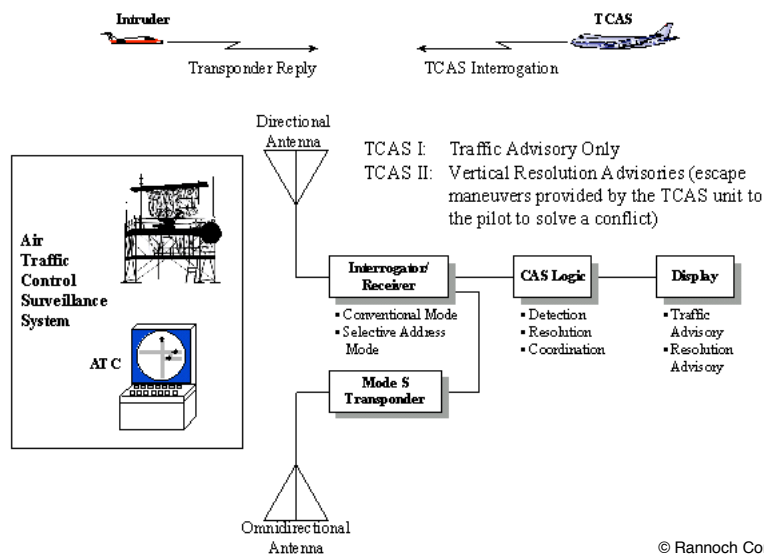 Intruder
TCAS
Transponder Reply
TCAS Interrogation
Directional
Antenna
TCAS I: Traffic Advisory Only
TCAS II: Vertical Resolution Advisories (escape
maneuvers provided by the TCAS unit to
the pilot to solve a conflict)
Air
Traffic
Control
Surveillance
System
ATC
Interrogator/
Receiver
▪ Conventional Mode
▪ Selective Address
Mode
CAS Logic
▪ Detection
▪ Resolution
▪ Coordination
Display
▪ Traffic
Advisory
▪ Resolution
Advisory
Mode S
Transponder
Omnidirectional
Antenna
© Rannoch Co